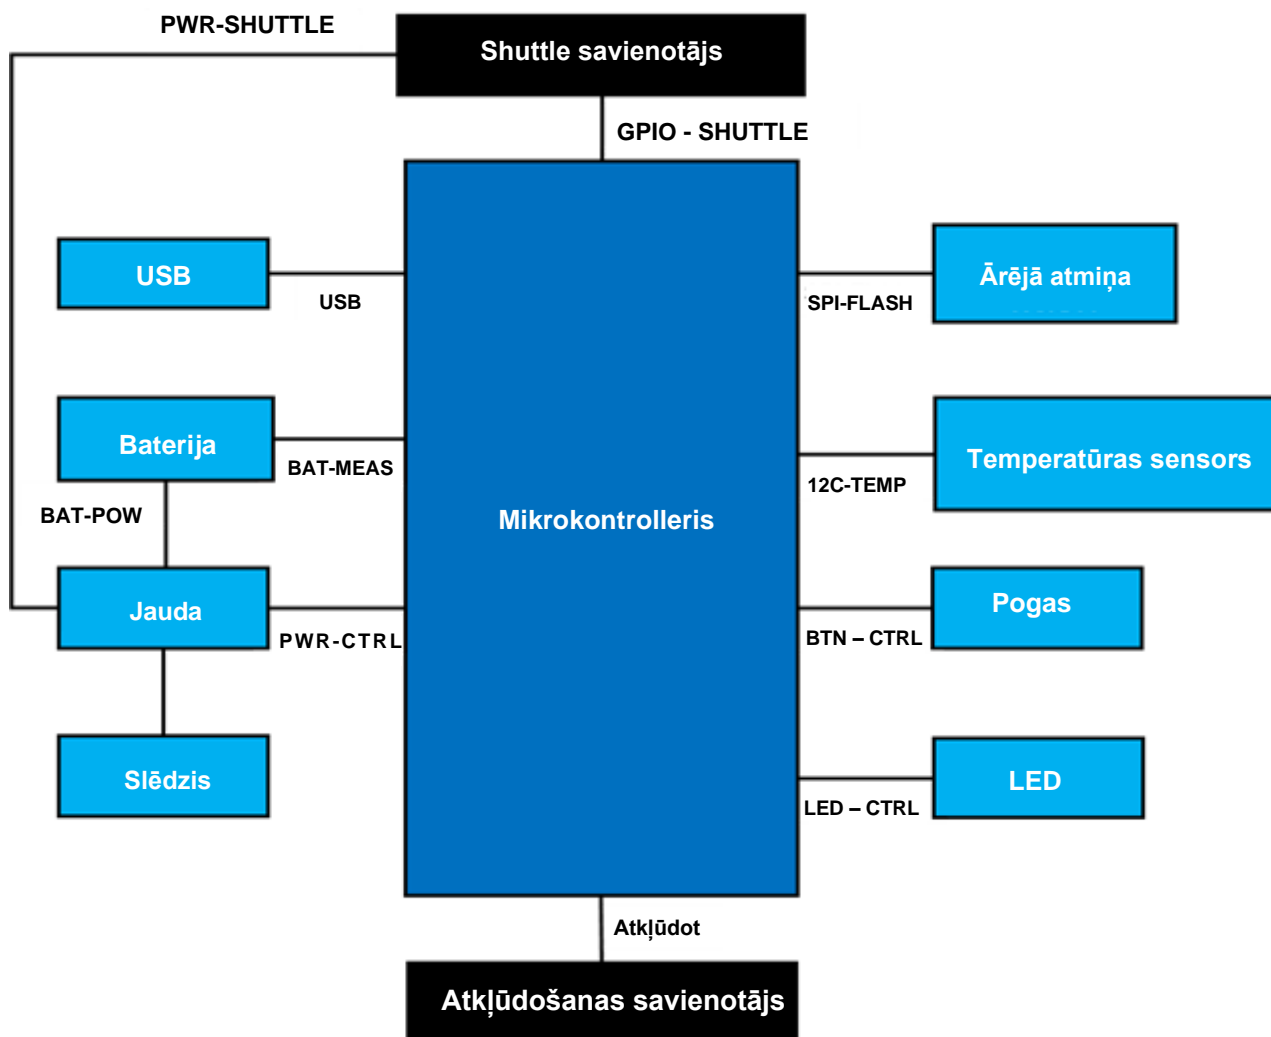 PWR-SHUTTLE
Shuttle savienotājs
GPIO - SHUTTLE
USB
USB
SPI-FLASH
Ārējā atmiņa
Baterija
BAT-MEAS
BAT-POW
Mikrokontrolleris
12C-TEMP
Temperatūras sensors
Jauda
PWR-CTRL
BTN – CTRL
Pogas
Slēdzis
LED – CTRL
LED
Atkļūdot
Atkļūdošanas savienotājs